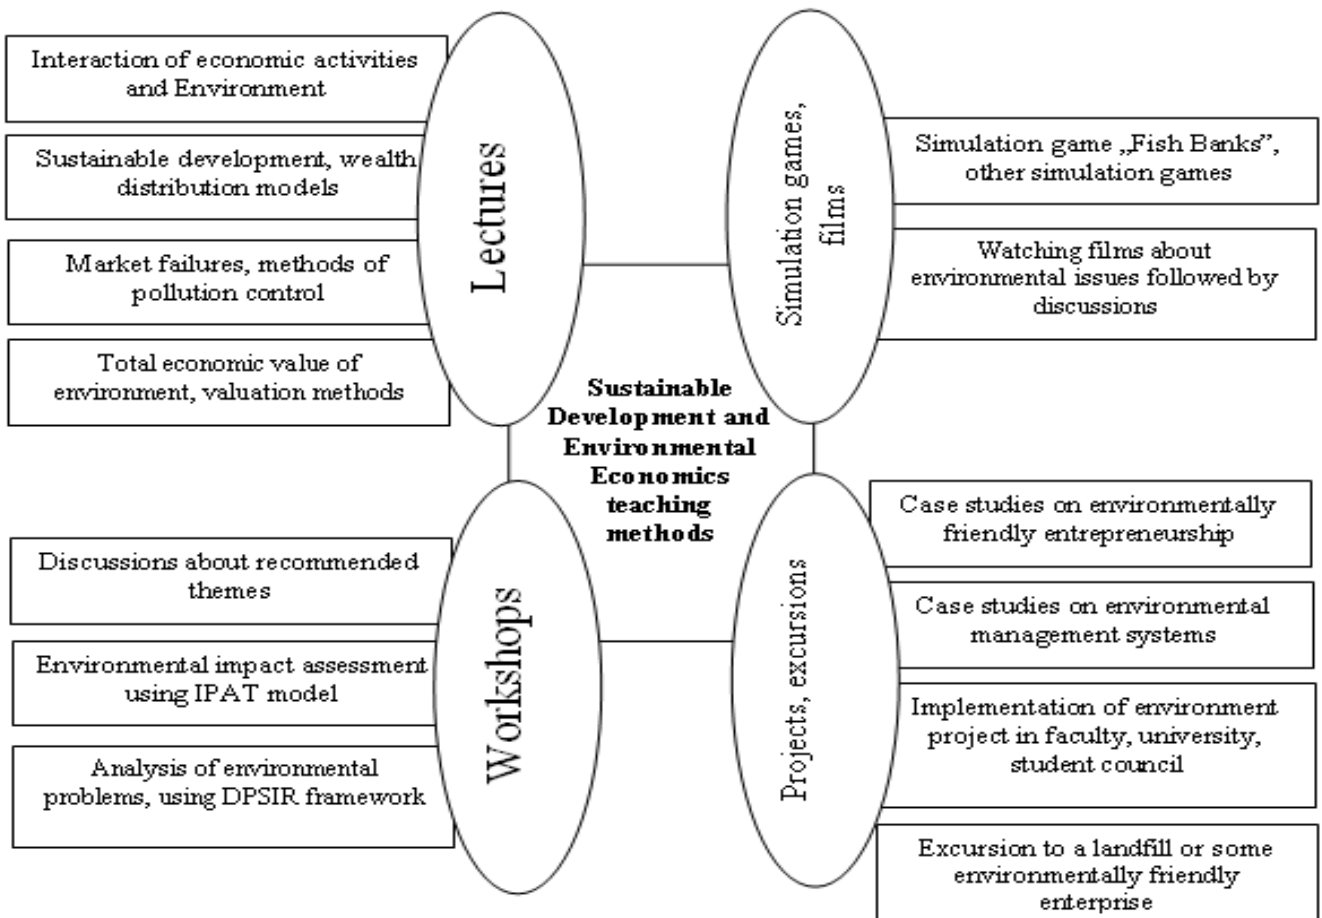 Interaction of economic activities
and Environment
Sustainable development, wealth
distribution models
Market failures, methods of
pollution control
Total economic value of
environment, valuation methods
Lectures
Simulation games,
films
Simulation game „Fish Banks”,
other simulation games
Watching films about
environmental issues followed by
discussions
Sustainable
Development and
Environmental
Economics
teaching
methods
Discussions about recommended
themes
Environmental impact assessment
using IPAT model
Analysis of environmental
problems, using DPSIR framework
Workshops
Projects, excursions
Case studies on environmentally
friendly entrepreneurship
Case studies on environmental
management systems
Implementation of environment
project in faculty, university,
student council
Excursion to a landfill or some
environmentally friendly
enterprise